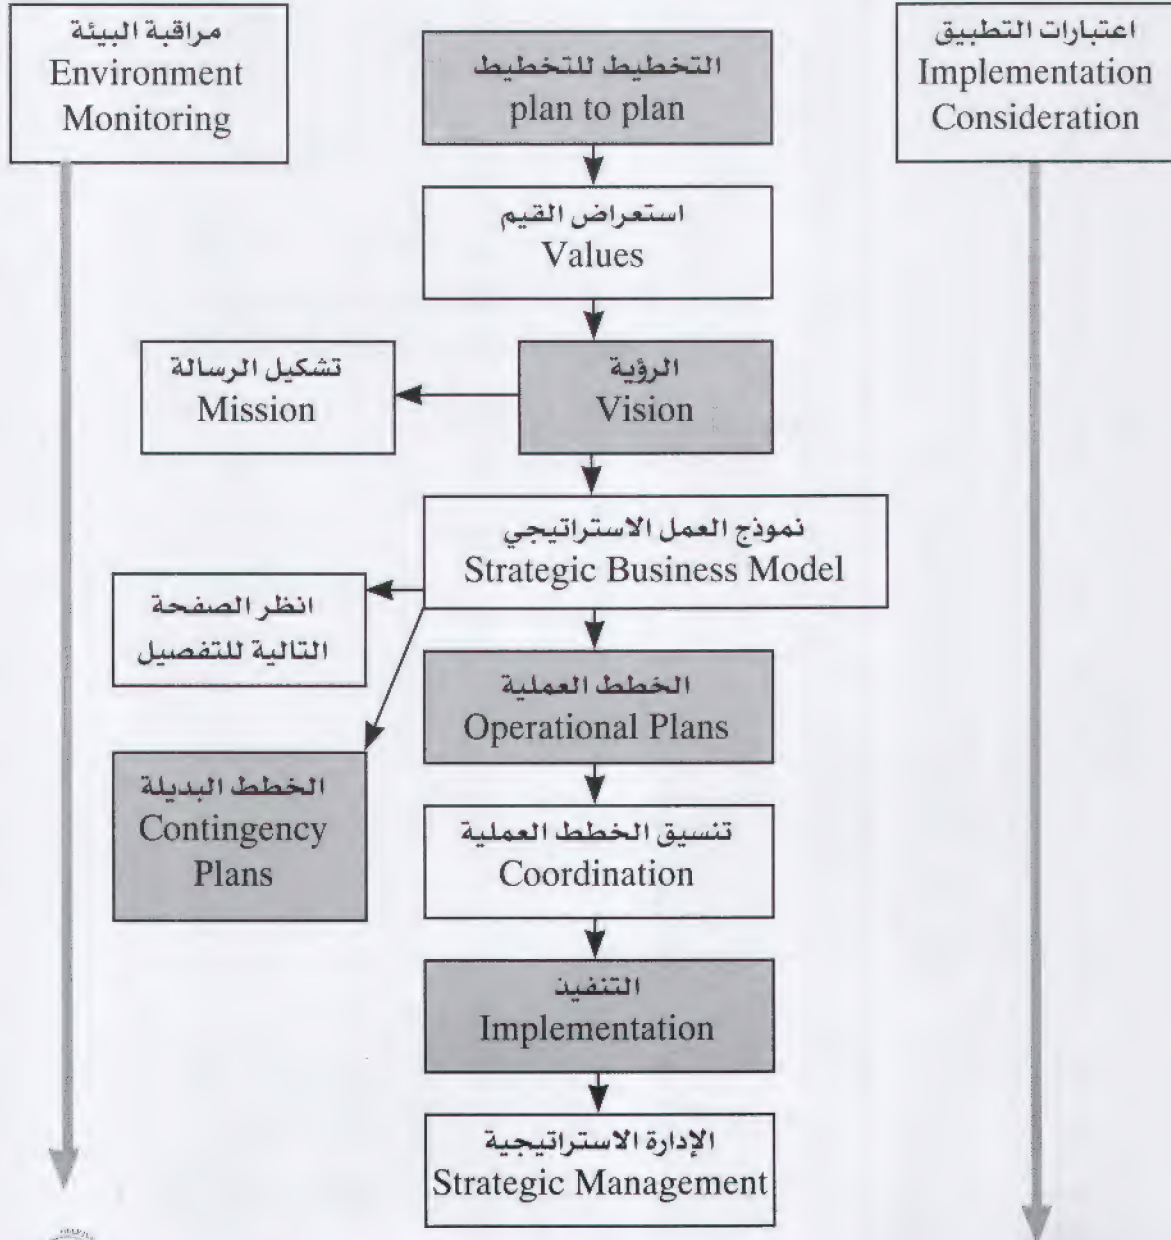 مراقبة البيئة
Environment
Monitoring
التخطيط للتخطيط
plan to plan
اعتبارات التطبيق
Implementation
Consideration
استعراض القيم
Values
تشكيل الرسالة
Mission
الرؤية
Vision
نموذج العمل الاستراتيجي
Strategic Business Model
انظر الصفحة
التالية للتفصيل
الخطط العملية
Operational Plans
الخطط البديلة
Contingency
Plans
تنسيق الخطط العملية
Coordination
التنفيذ
Implementation
الإدارة الاستراتيجية
Strategic Management